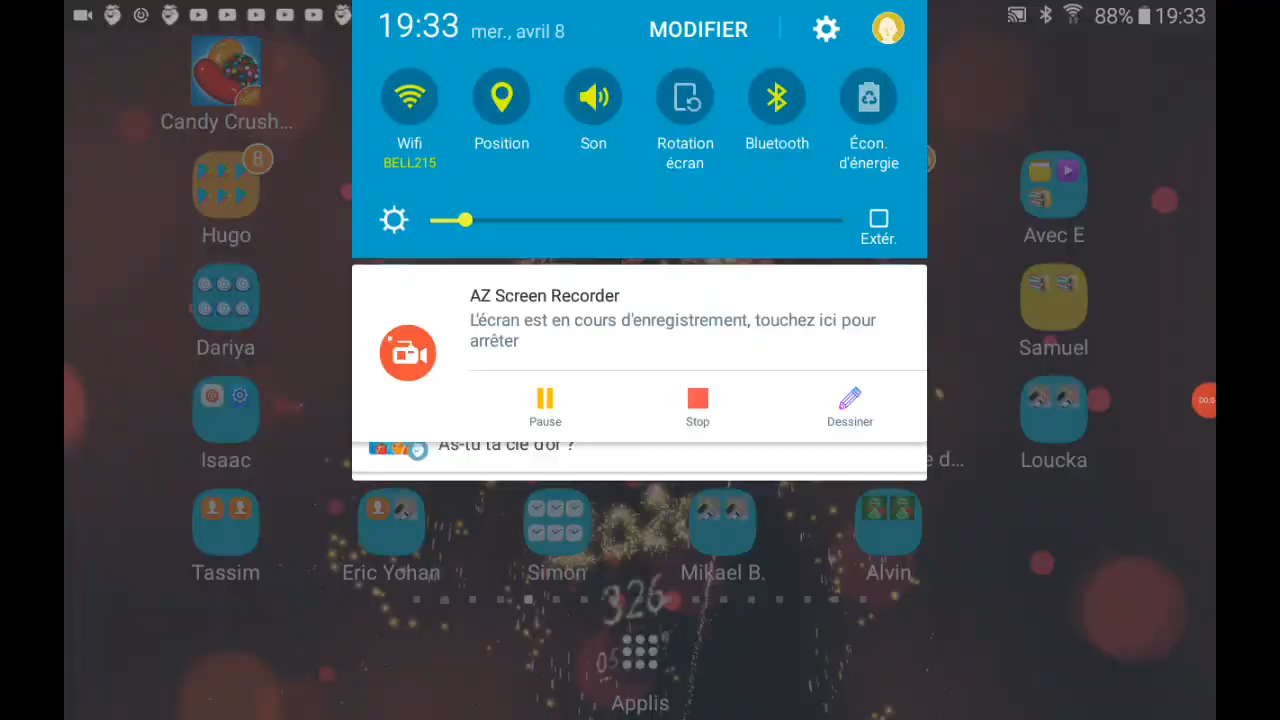 19:33 mer., avril 8 MODIFIER
88% 19:33
Candy Crush...
Wifi
BELL215
Position
Son
Rotation
écran
Bluetooth
Écon.
d'énergie
8
Hugo
Avec E
Extér.
AZ Screen Recorder
L'écran est en cours d'enregistrement, touchez ici pour
arrêter
Pause
Stop
Dessiner
As-tu ta clé d'or ?
Dariya
Samuel
Isaac
e d...
Loucka
Tassim
Eric Yohan
Simon
Mikael B.
Alvin
326
Applis